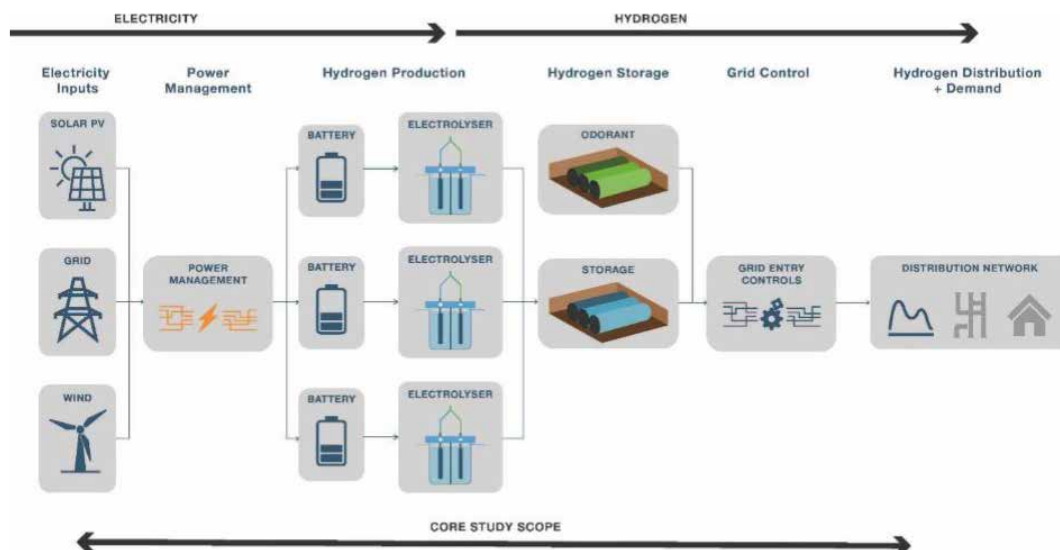 ELECTRICITY
HYDROGEN
Electricity
Inputs
Power
Management
Hydrogen Production
Hydrogen Storage
Grid Control
Hydrogen Distribution
+ Demand
SOLAR PV
BATTERY
ELECTROLYSER
ODORANT
GRID
POWER
MANAGEMENT
BATTERY
ELECTROLYSER
STORAGE
GRID ENTRY
CONTROLS
DISTRIBUTION NETWORK
WIND
BATTERY
ELECTROLYSER
CORE STUDY SCOPE